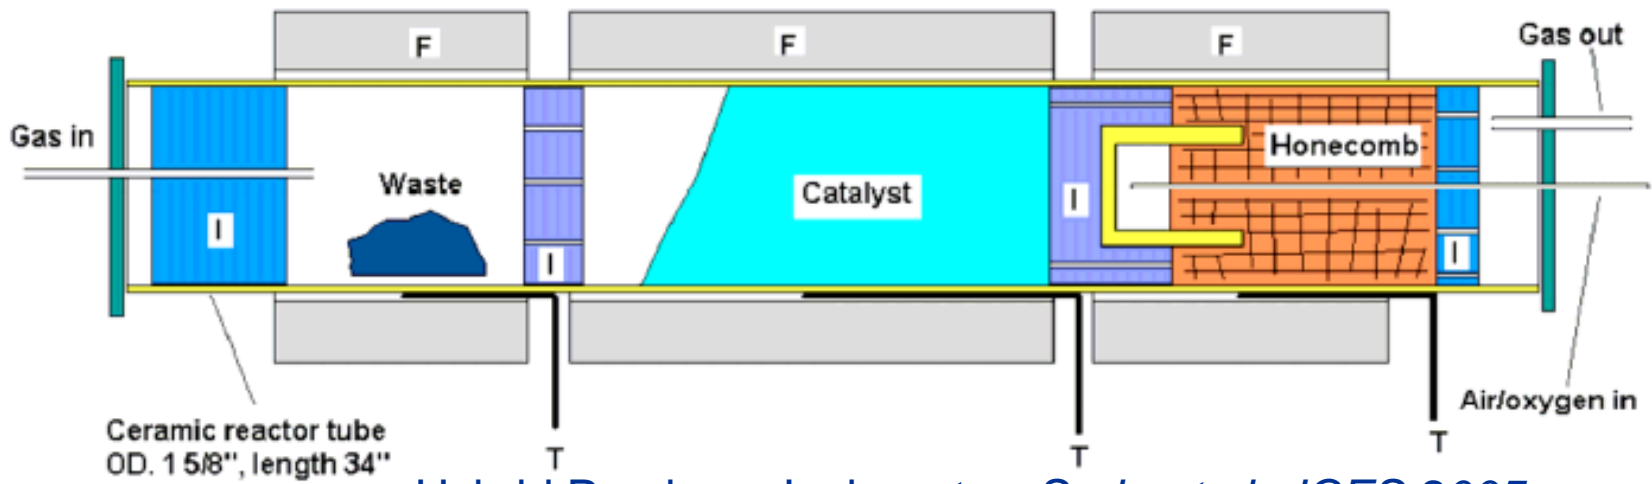 F
F
F
Gas out
Gas in
Waste
Honecomb
Catalyst
I
I
I
I
Air/oxygen in
Ceramic reactor tube
OD. 1 5/8", length 34"
T
T
T
2005